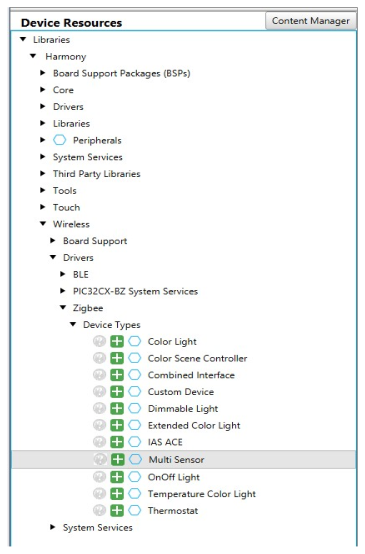 Device Resources
Content Manager
Libraries
Harmony
Board Support Packages (BSPs)
Core
Drivers
Libraries
Peripherals
System Services
Third Party Libraries
Tools
Touch
Wireless
Board Support
Drivers
BLE
PIC32CX-BZ System Services
Zigbee
Device Types
Color Light
Color Scene Controller
Combined Interface
Custom Device
Dimmable Light
Extended Color Light
IAS ACE
Multi Sensor
OnOff Light
Temperature Color Light
Thermostat
System Services